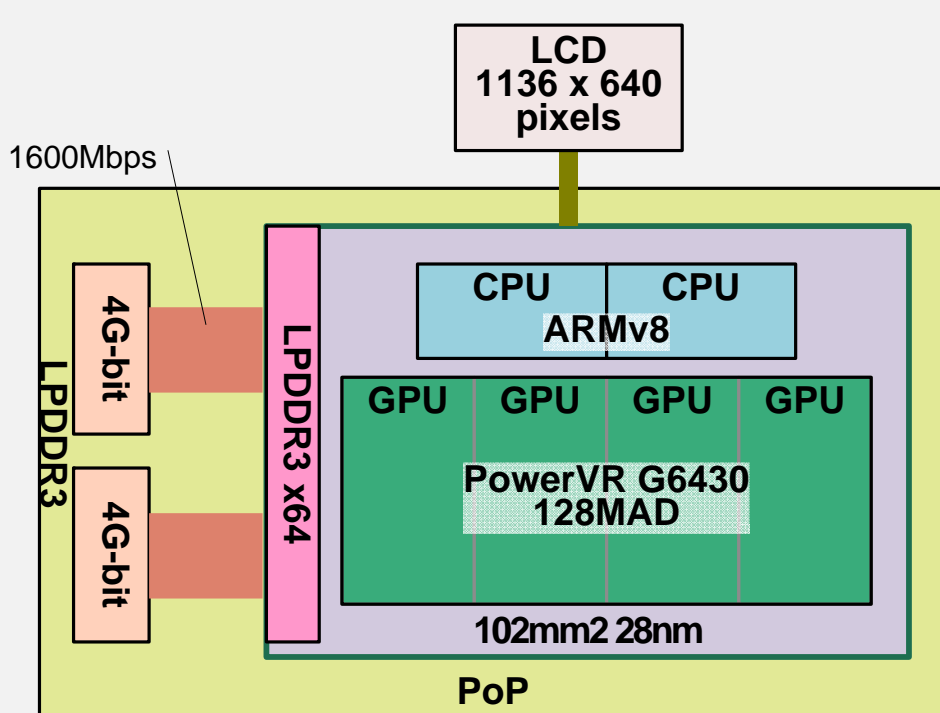 LCD
1136 x 640
pixels
1600Mbps
LPDDR3
4G-bit
4G-bit
LPDDR3 x64
CPU
CPU
ARMv8
GPU
GPU
GPU
GPU
PowerVR G6430
128MAD
102mm2 28nm
PoP